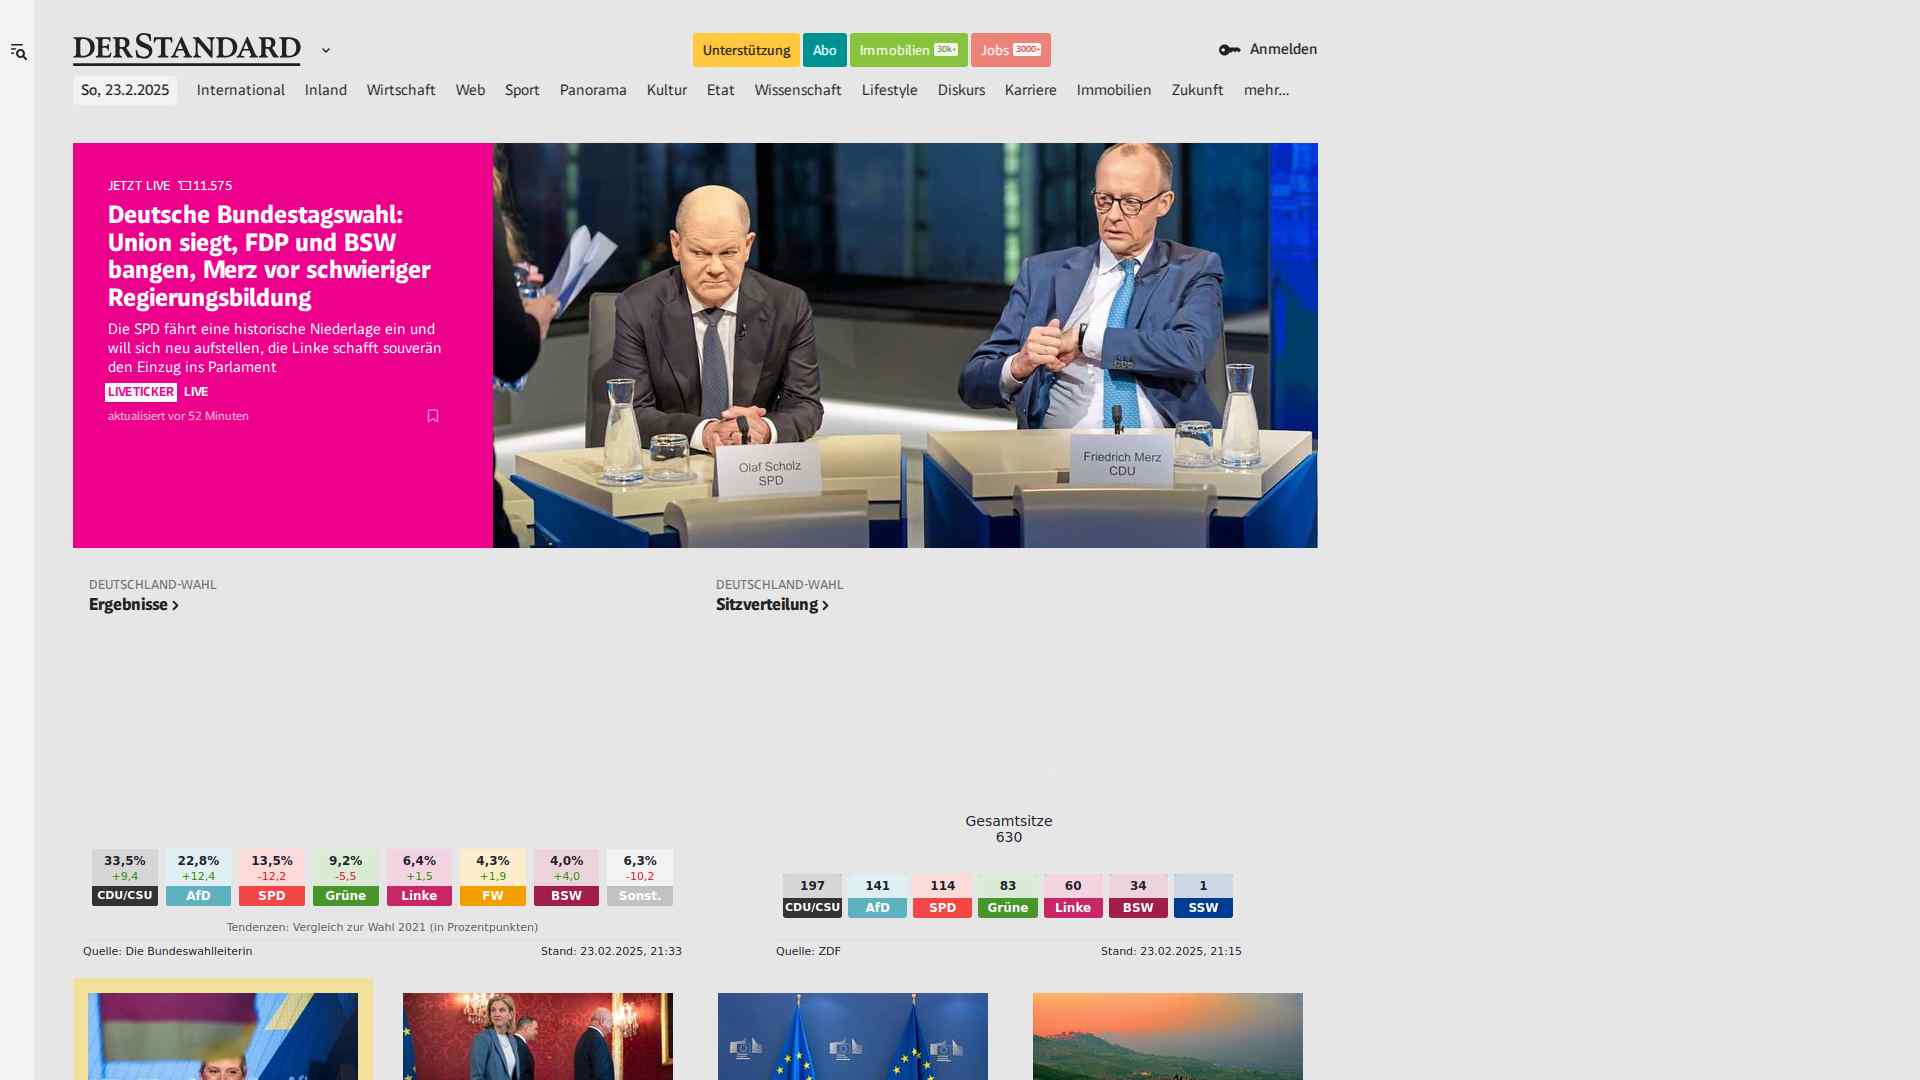 DERSTANDARD
Unterstützung
Abo
Immobilien 30k+
Jobs 3000+
Anmelden
So, 23.2.2025
International
Inland
Wirtschaft
Web
Sport
Panorama
Kultur
Etat
Wissenschaft
Lifestyle
Diskurs
Karriere
Immobilien
Zukunft
mehr...
JETZT LIVE 11.575
Deutsche Bundestagswahl:
Union siegt, FDP und BSW
bangen, Merz vor schwieriger
Regierungsbildung
Die SPD fährt eine historische Niederlage ein und
will sich neu aufstellen, die Linke schafft souverän
den Einzug ins Parlament
LIVETICKER LIVE
aktualisiert vor 52 Minuten
CDU
Olaf Scholz
SPD
Friedrich Merz
CDU
DEUTSCHLAND-WAHL
Ergebnisse
33,5% 22,8% 13,5% 9,2% 6,4% 4,3% 4,0% 6,3%
+9,4 +12,4 -12,2 -5,5 +1,5 +1,9 +4,0 -10,2
CDU/CSU AfD SPD Grüne Linke FW BSW Sonst.
Tendenzen: Vergleich zur Wahl 2021 (in Prozentpunkten)
Quelle: Die Bundeswahlleiterin
Stand: 23.02.2025, 21:33
DEUTSCHLAND-WAHL
Sitzverteilung
Gesamtsitze
630
197 141 114 83 60 34 1
CDU/CSU AfD SPD Grüne Linke BSW SSW
Quelle: ZDF
Stand: 23.02.2025, 21:15